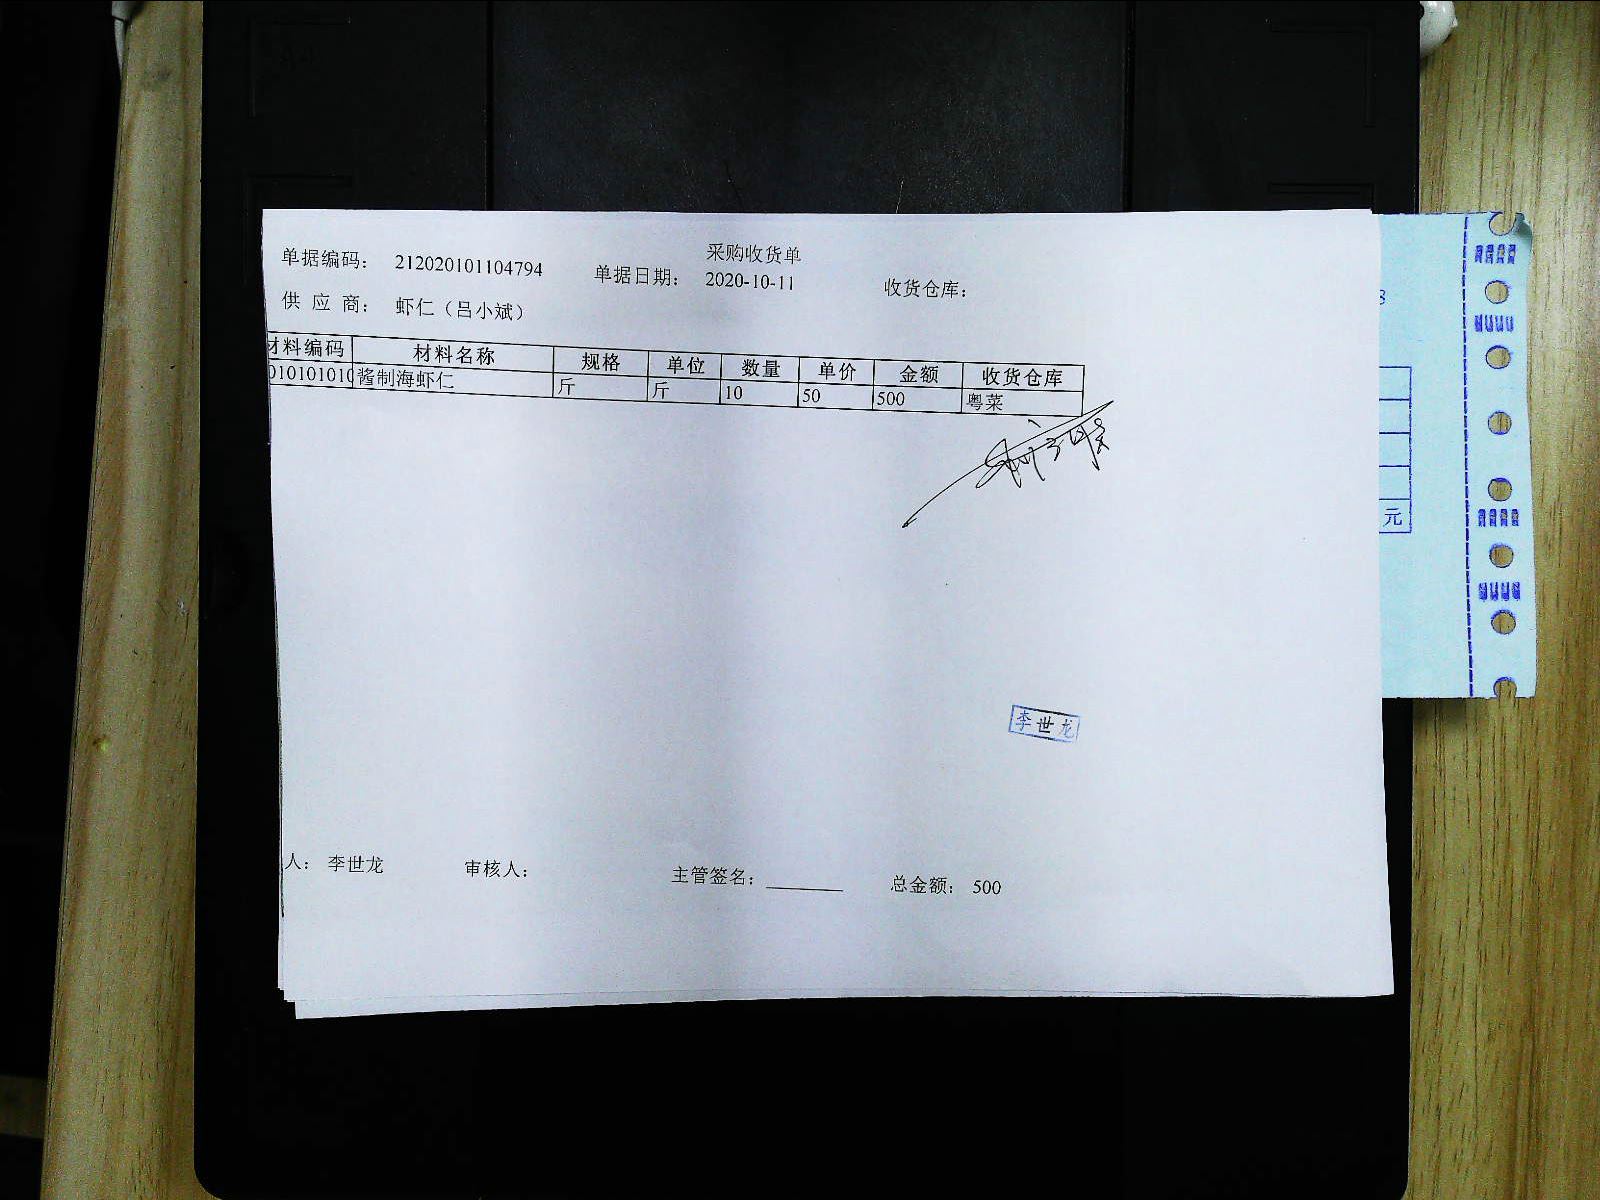 采购收货单
单据编码： 212020101104794 单据日期： 2020-10-11 收货仓库：
供 应 商： 虾仁（吕小斌）
材料编码 材料名称 规格 单位 数量 单价 金额 收货仓库
010101010 酱制海虾仁 斤 斤 10 50 500 粤菜
李世龙
人： 李世龙 审核人： 主管签名： 总金额： 500
8
元